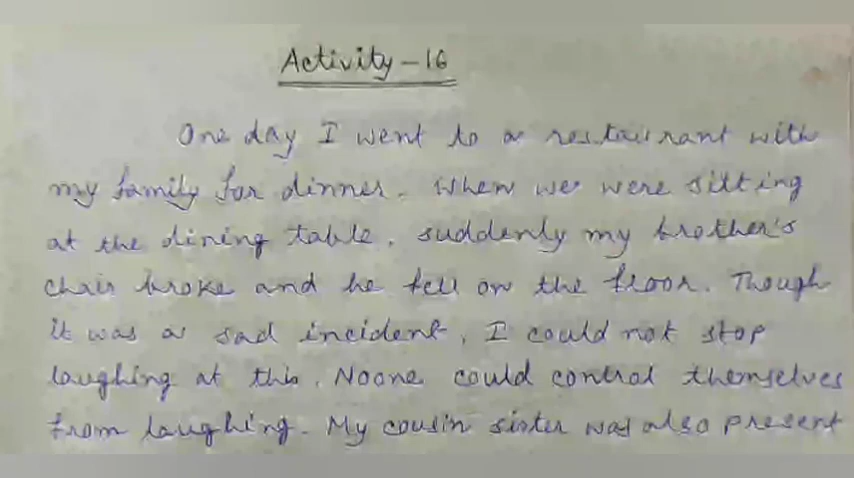 Activity - 16
One day I went to a restaurant with
my family for dinner. When we were sitting
at the dining table, suddenly my brother's
chair broke and he fell on the floor. Though
it was a sad incident, I could not stop
laughing at this. Noone could control themselves
from laughing. My cousin sister was also present